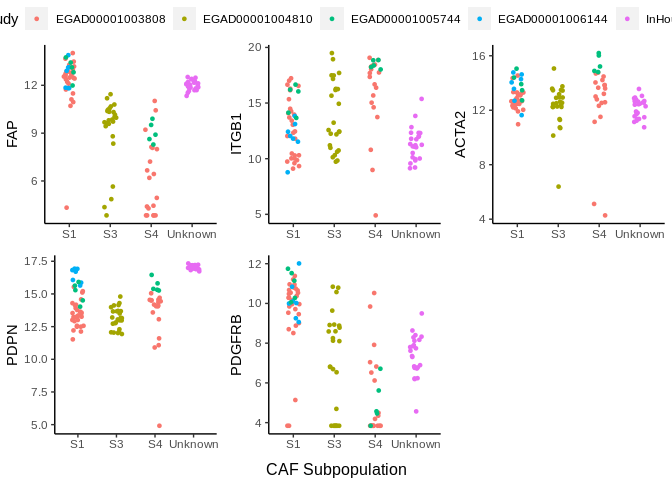 udy EGAD00001003808 EGAD00001004810 EGAD00001005744 EGAD00001006144 InHo
FAP
12
9
6
S1 S3 S4 Unknown
ITGB1
20
15
10
5
S1 S3 S4 Unknown
ACTA2
16
12
8
4
S1 S3 S4 Unknown
PDPN
17.5
15.0
12.5
10.0
7.5
5.0
S1 S3 S4 Unknown
PDGFRB
12
10
8
6
4
S1 S3 S4 Unknown
CAF Subpopulation